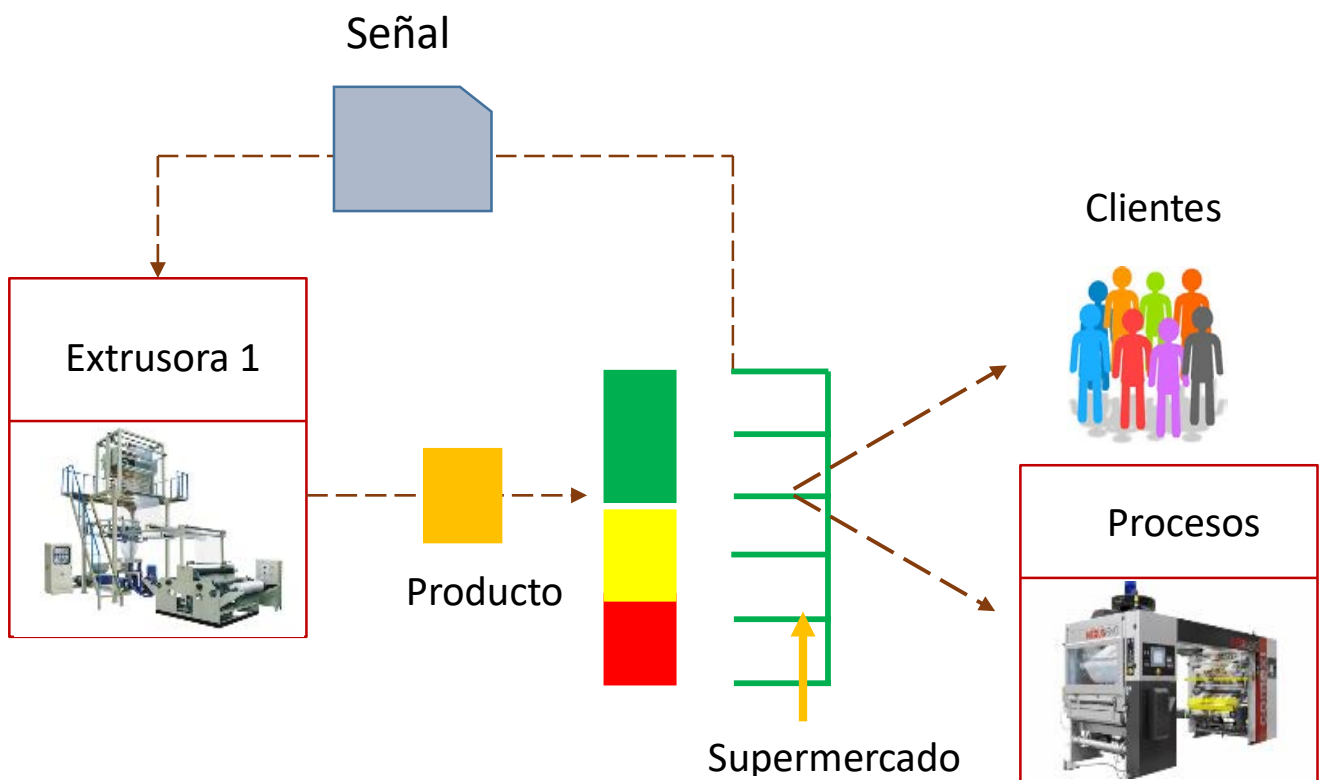 Señal
Clientes
Extrusora 1
Procesos
Producto
Supermercado